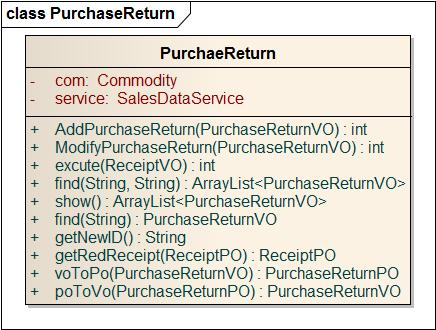 class PurchaseReturn
PurchaeReturn
- com: Commodity
- service: SalesDataService
+ AddPurchaseReturn(PurchaseReturnVO) : int
+ ModifyPurchaseReturn(PurchaseReturnVO) : int
+ excute(ReceiptVO) : int
+ find(String, String) : ArrayList<PurchaseReturnVO>
+ show() : ArrayList<PurchaseReturnVO>
+ find(String) : PurchaseReturnVO
+ getNewID() : String
+ getRedReceipt(ReceiptPO) : ReceiptPO
+ voToPo(PurchaseReturnVO) : PurchaseReturnPO
+ poToVo(PurchaseReturnPO) : PurchaseReturnVO